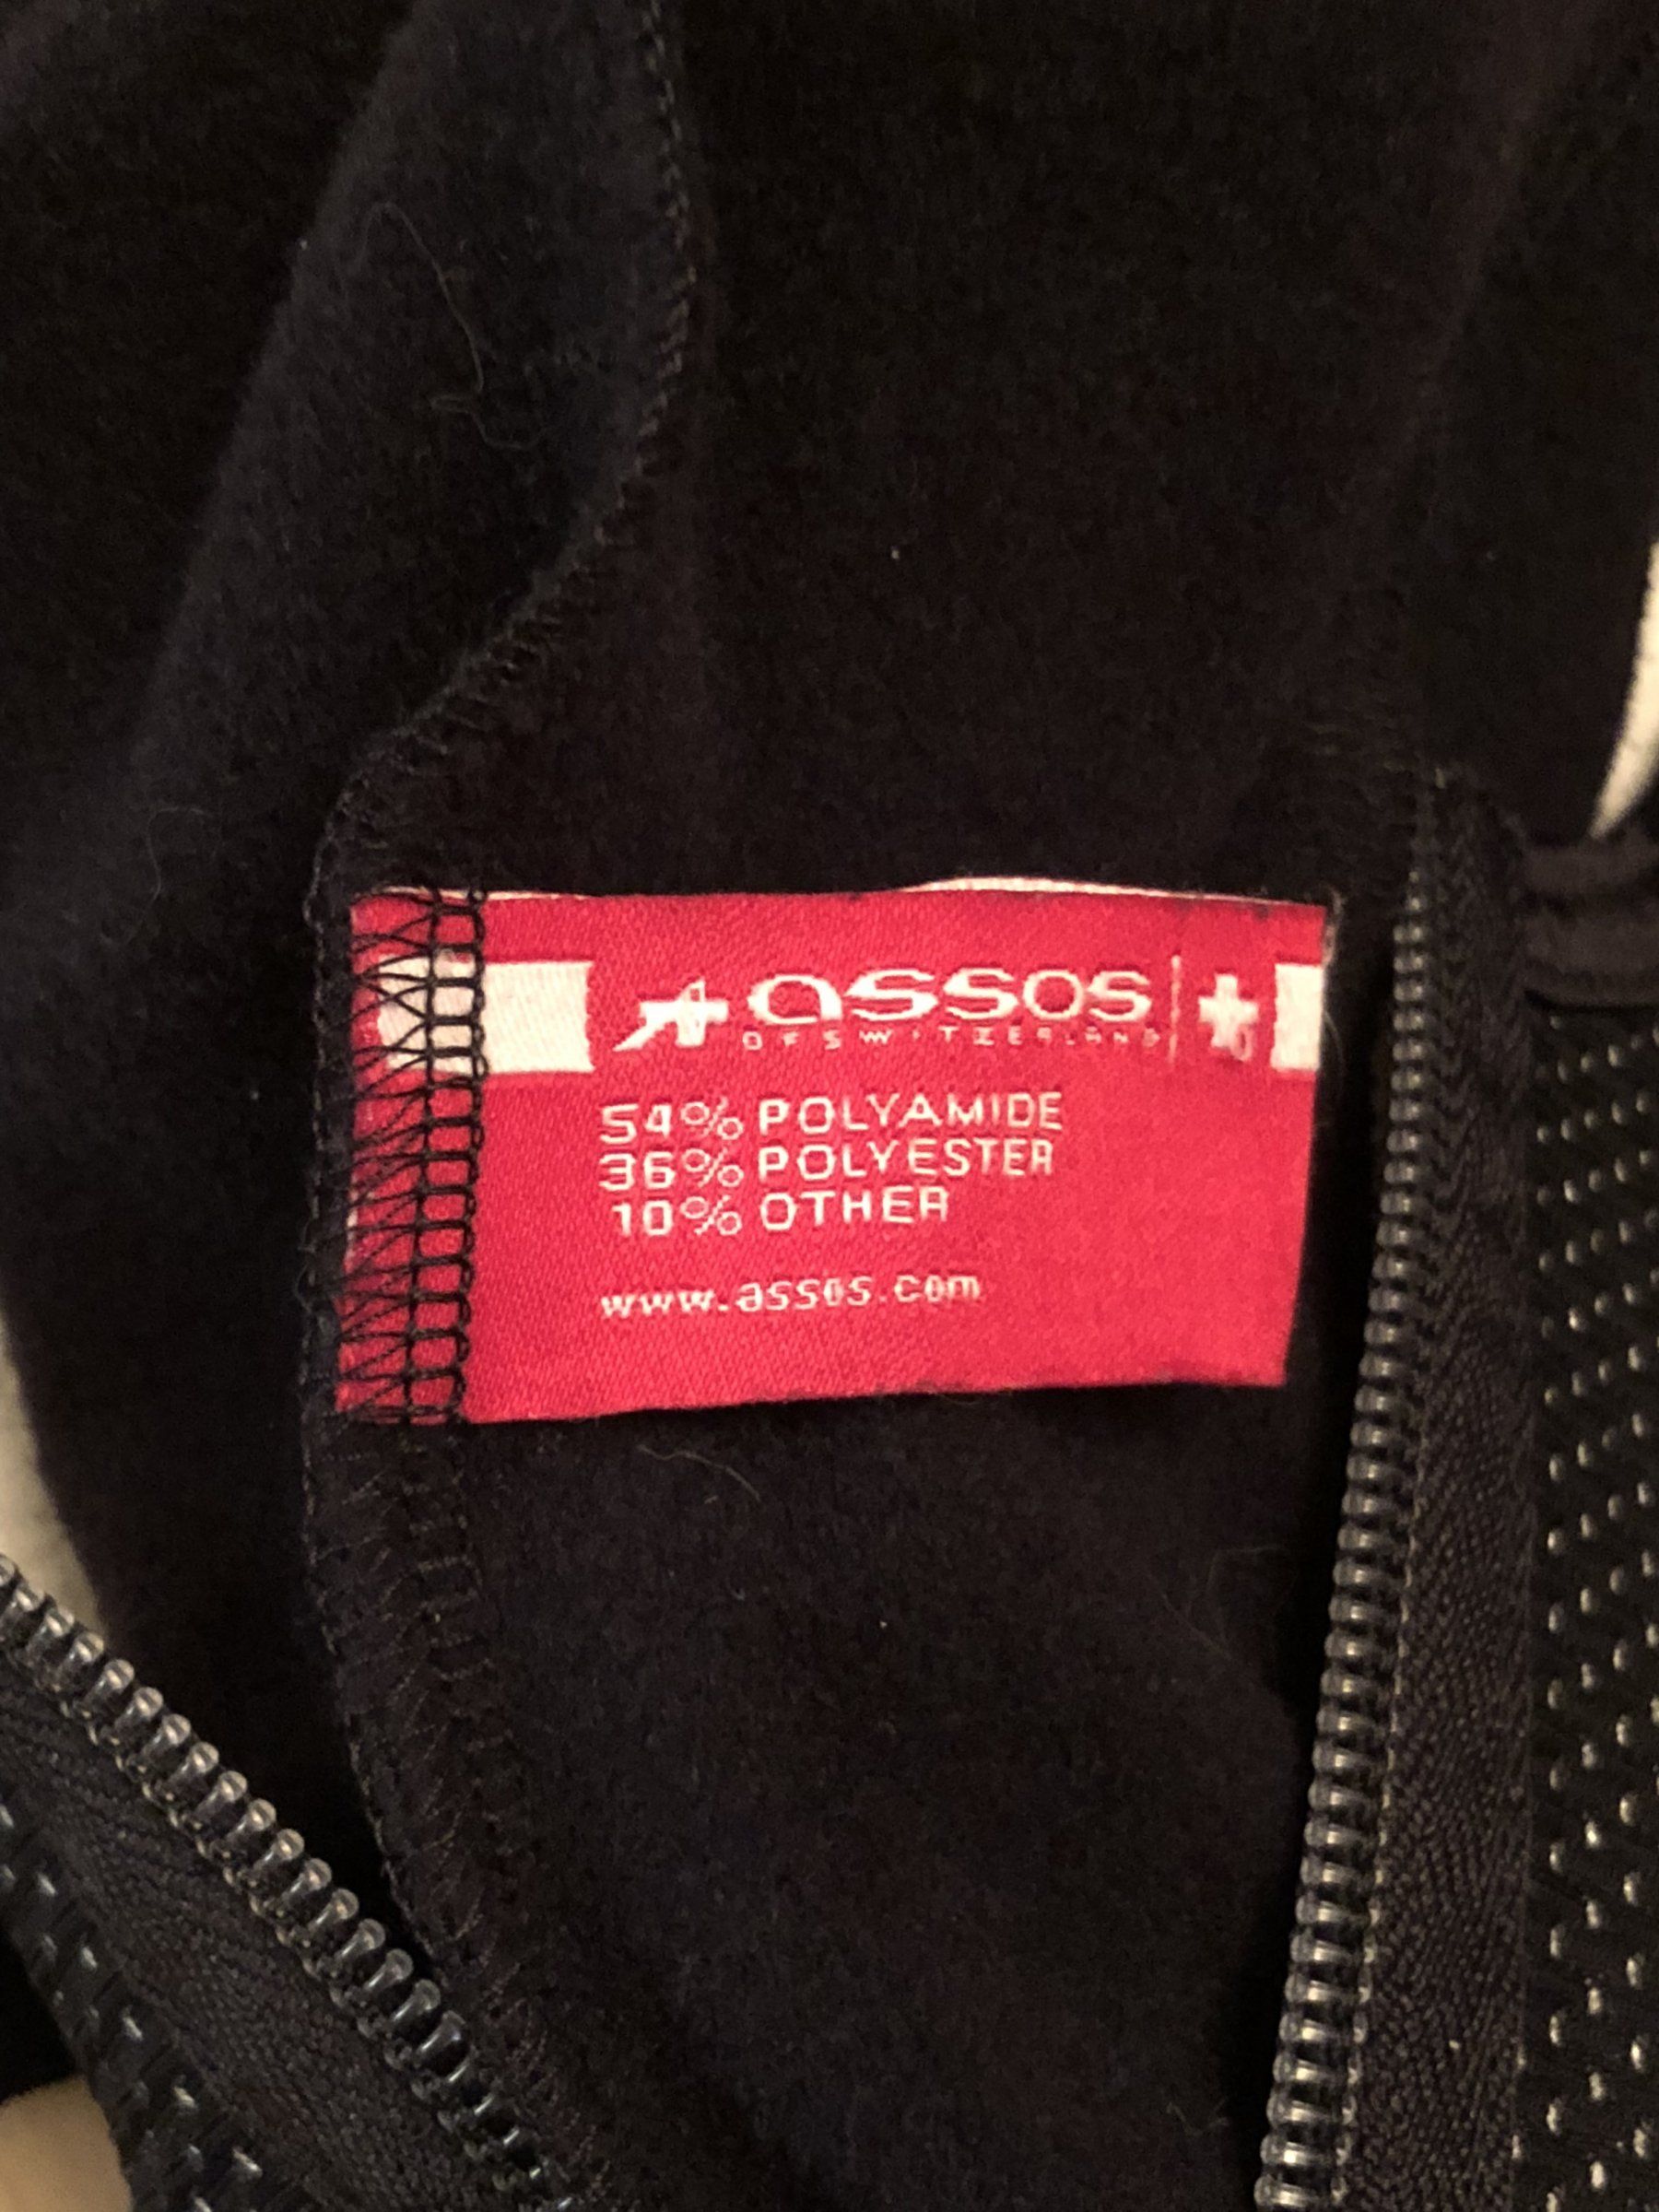 assos
OF SWITZERLAND
54% POLYAMIDE
36% POLYESTER
10% OTHER
www.assos.com